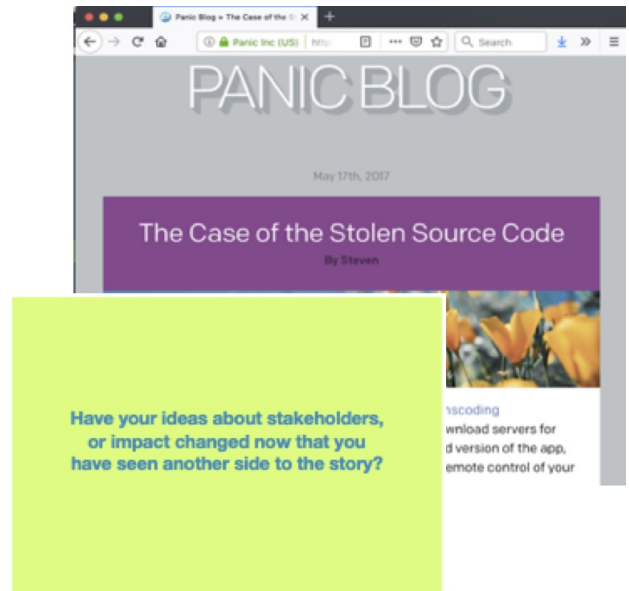 Panic Blog » The Case of the S
Panic Inc (US) http
Search
PANIC BLOG
May 17th, 2017
The Case of the Stolen Source Code
By Steven
nscoding
wnload servers for
d version of the app,
emote control of your
Have your ideas about stakeholders,
or impact changed now that you
have seen another side to the story?